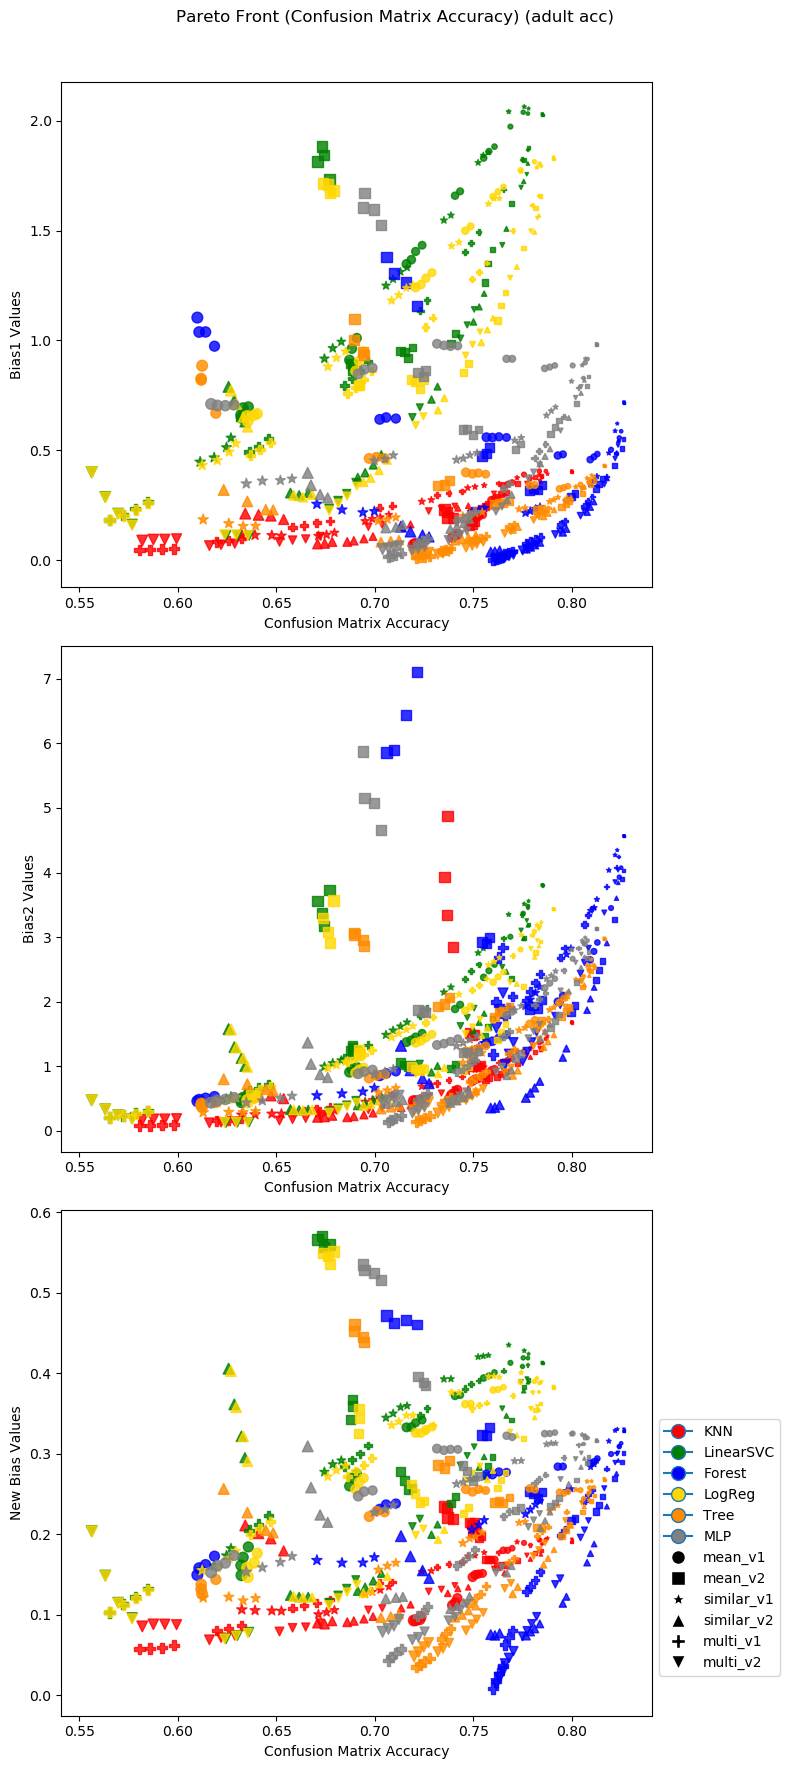 Pareto Front (Confusion Matrix Accuracy) (adult acc)
2.0
1.5
1.0
0.5
0.0
Bias1 Values
0.55 0.60 0.65 0.70 0.75 0.80
Confusion Matrix Accuracy
7
6
5
4
3
2
1
0
Bias2 Values
0.55 0.60 0.65 0.70 0.75 0.80
Confusion Matrix Accuracy
0.6
0.5
0.4
0.3
0.2
0.1
0.0
New Bias Values
0.55 0.60 0.65 0.70 0.75 0.80
Confusion Matrix Accuracy
KNN
LinearSVC
Forest
LogReg
Tree
MLP
mean_v1
mean_v2
similar_v1
similar_v2
multi_v1
multi_v2